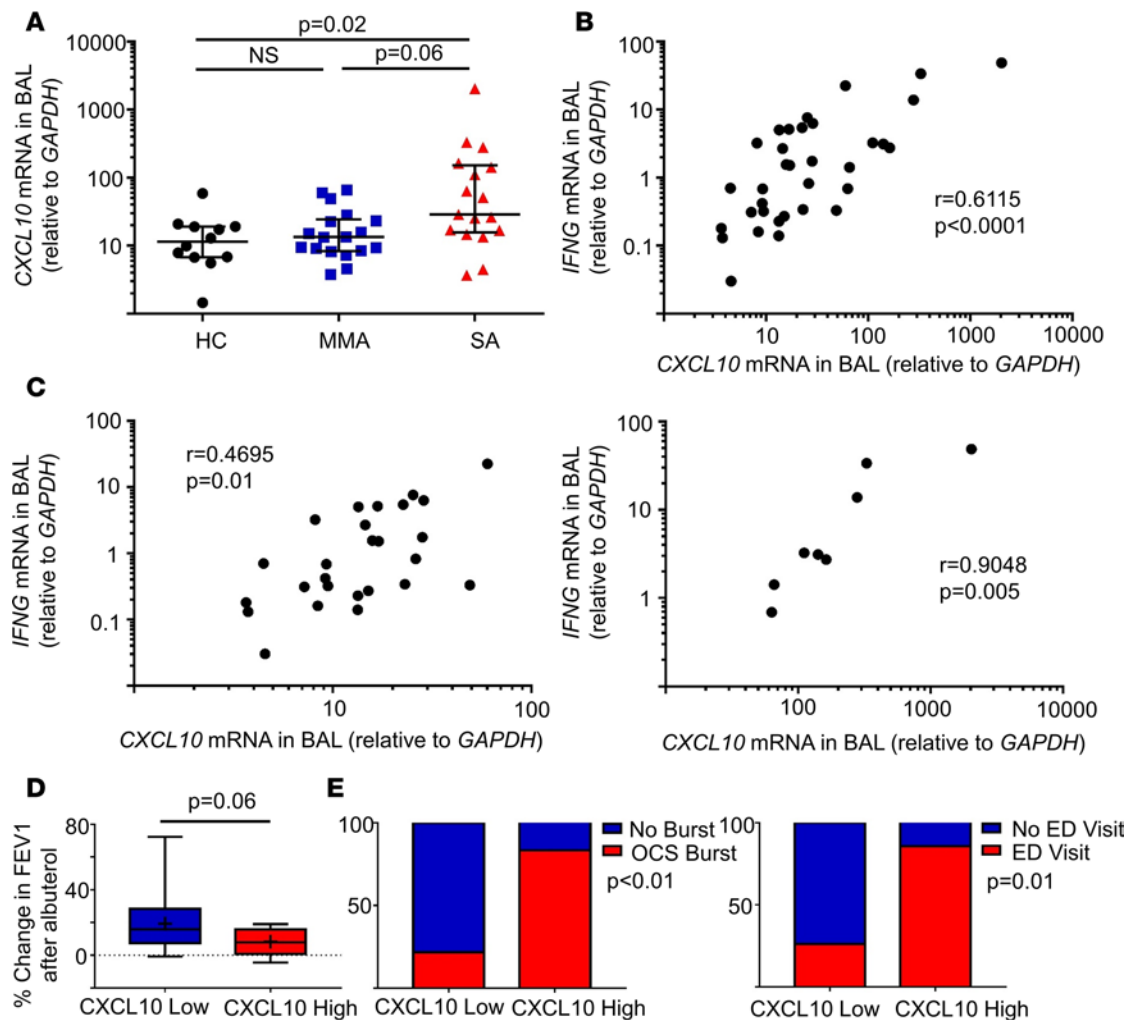 A
p=0.02
NS
p=0.06
10000
1000
100
10
CXCL10 mRNA in BAL
(relative to GAPDH)
HC
MMA
SA
B
100
10
1
0.1
IFNG mRNA in BAL
(relative to GAPDH)
r=0.6115
p<0.0001
10
100
1000
10000
CXCL10 mRNA in BAL (relative to GAPDH)
C
100
10
1
0.1
IFNG mRNA in BAL
(relative to GAPDH)
r=0.4695
p=0.01
10
100
CXCL10 mRNA in BAL (relative to GAPDH)
100
10
1
IFNG mRNA in BAL
(relative to GAPDH)
r=0.9048
p=0.005
100
1000
10000
CXCL10 mRNA in BAL (relative to GAPDH)
D
p=0.06
80
40
0
% Change in FEV1
after albuterol
CXCL10 Low
CXCL10 High
E
100
50
No Burst
OCS Burst
p<0.01
CXCL10 Low
CXCL10 High
100
50
No ED Visit
ED Visit
p=0.01
CXCL10 Low
CXCL10 High